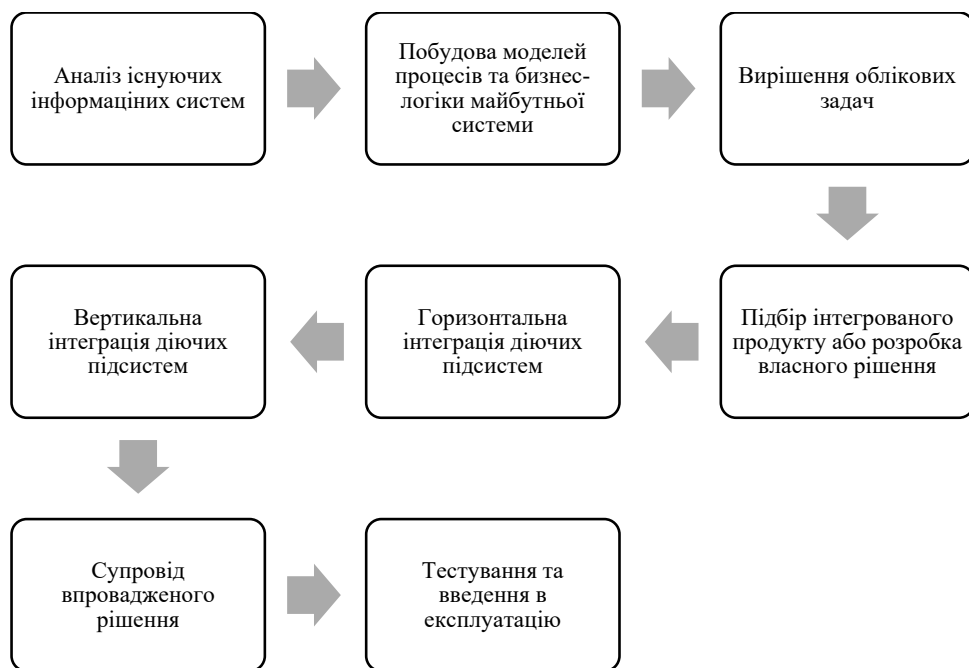 Аналіз існуючих
інформаціних систем
Побудова моделей
процесів та бизнес-
логіки майбутньої
системи
Вирішення облікових
задач
Підбір інтегрованого
продукту або розробка
власного рішення
Горизонтальна
інтеграція діючих
підсистем
Вертикальна
інтеграція діючих
підсистем
Супровід
впровадженого
рішення
Тестування та
введення в
експлуатацію